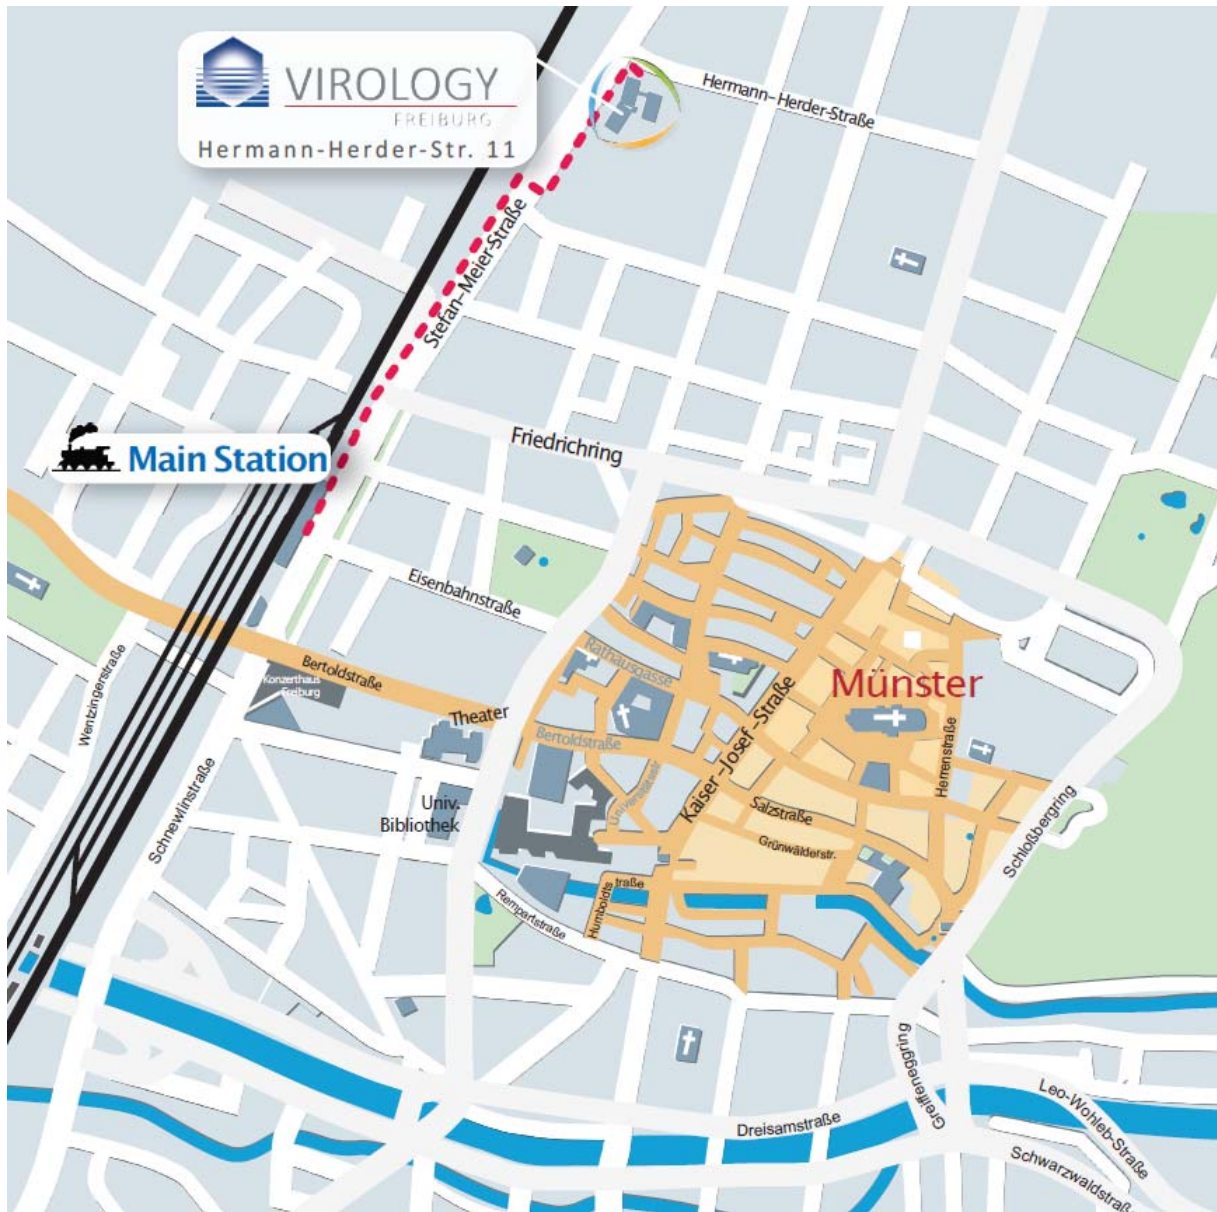 VIROLOGY
FREIBURG
Hermann-Herder-Str. 11
Hermann-Herder-Straße
Stefan-Meier-Straße
Main Station
Friedrichring
Eisenbahnstraße
Rathausgasse
Bertoldstraße
Konzerthaus
Freiburg
Wentzingerstraße
Münster
Theater
Bertoldstraße
Kaiser-Josef-Straße
Herrenstraße
Universitätsstr.
Univ.
Bibliothek
Schnewlinstraße
Salzstraße
Grünwälderstr.
Schloßbergring
Humboldtstraße
Rempartstraße
Greiffeneggring
Leo-Wohleb-Straße
Dreisamstraße
Schwarzwaldstraße